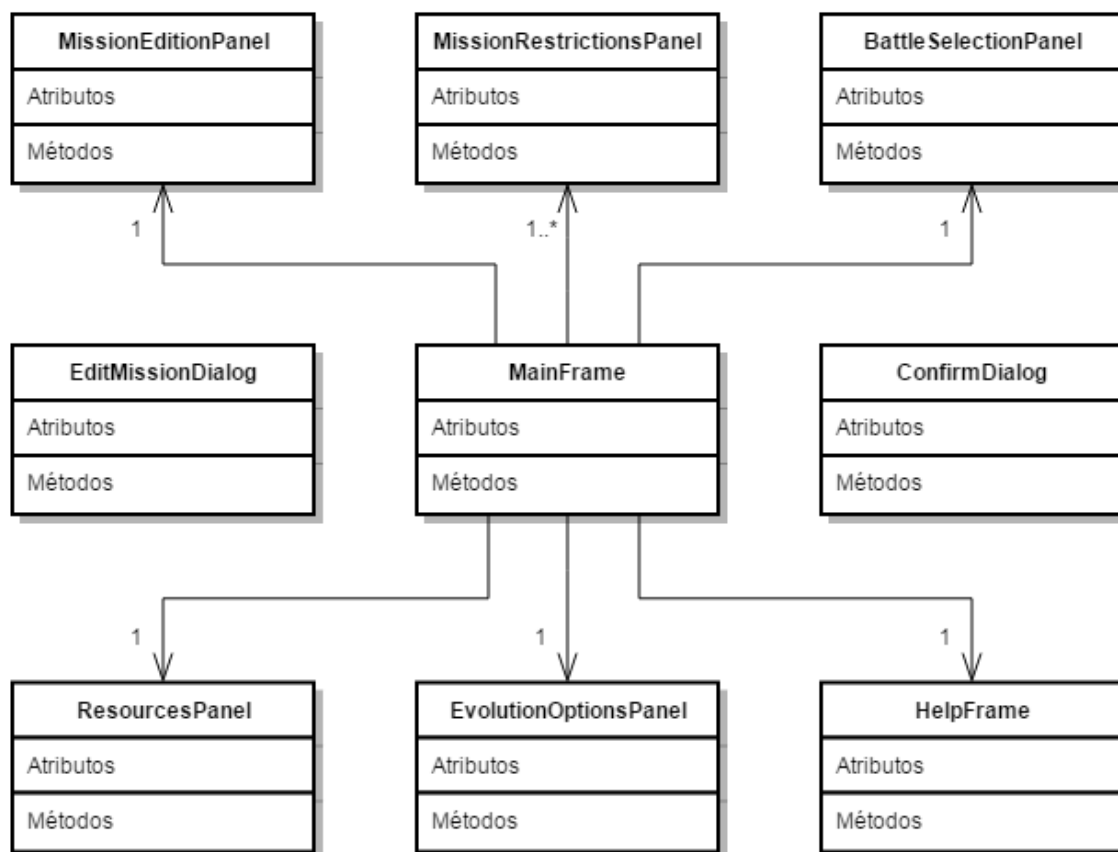 MissionEditionPanel
Atributos
Métodos
MissionRestrictionsPanel
Atributos
Métodos
BattleSelectionPanel
Atributos
Métodos
1
1..*
1
EditMissionDialog
Atributos
Métodos
MainFrame
Atributos
Métodos
ConfirmDialog
Atributos
Métodos
1
1
1
ResourcesPanel
Atributos
Métodos
EvolutionOptionsPanel
Atributos
Métodos
HelpFrame
Atributos
Métodos